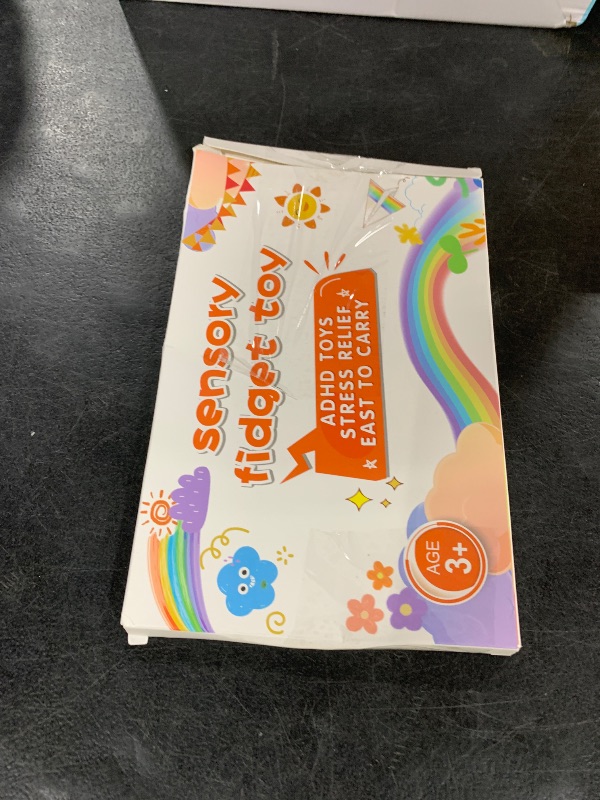 sensory
fidget toy
ADHD TOYS
STRESS RELIEF
EAST TO CARRY
AGE
3+